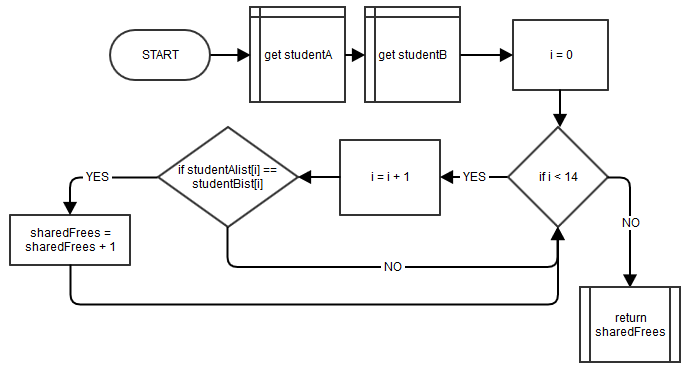 START
get studentA
get studentB
i = 0
if i < 14
YES
i = i + 1
if studentAlist[i] ==
studentBist[i]
YES
sharedFrees =
sharedFrees + 1
NO
NO
return
sharedFrees